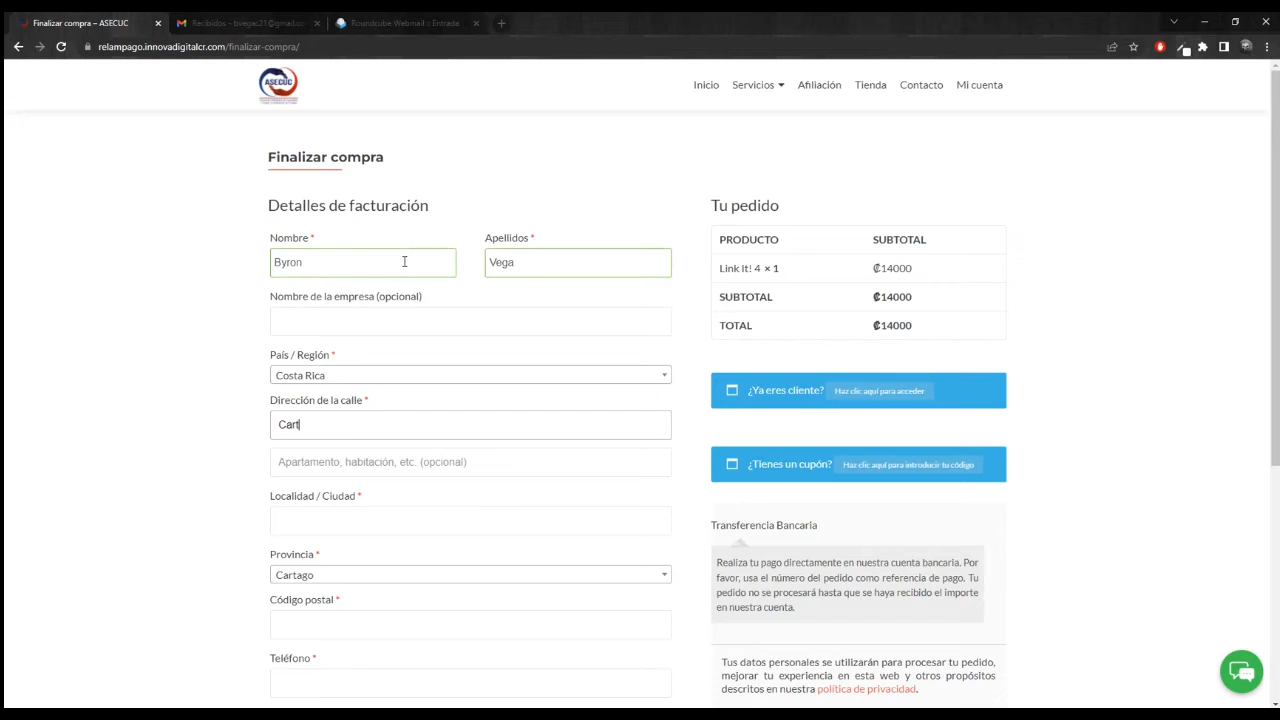 Finalizar compra – ASECUC
Recibidos – bvegac21@gmail.co
Roundcube Webmail :: Entrada
relampago.innovadigitalcr.com/finalizar-compra/
ASECUC
Inicio Servicios Afiliación Tienda Contacto Mi cuenta
Finalizar compra
Detalles de facturación
Nombre *
Apellidos *
Byron
Vega
Nombre de la empresa (opcional)
País / Región *
Costa Rica
Dirección de la calle *
Cart
Apartamento, habitación, etc. (opcional)
Localidad / Ciudad *
Provincia *
Cartago
Código postal *
Teléfono *
Tu pedido
PRODUCTO SUBTOTAL
Link It! 4 × 1 ₡14000
SUBTOTAL ₡14000
TOTAL ₡14000
¿Ya eres cliente? Haz clic aquí para acceder
¿Tienes un cupón? Haz clic aquí para introducir tu código
Transferencia Bancaria
Realiza tu pago directamente en nuestra cuenta bancaria. Por
favor, usa el número del pedido como referencia de pago. Tu
pedido no se procesará hasta que se haya recibido el importe
en nuestra cuenta.
Tus datos personales se utilizarán para procesar tu pedido,
mejorar tu experiencia en esta web y otros propósitos
descritos en nuestra política de privacidad.